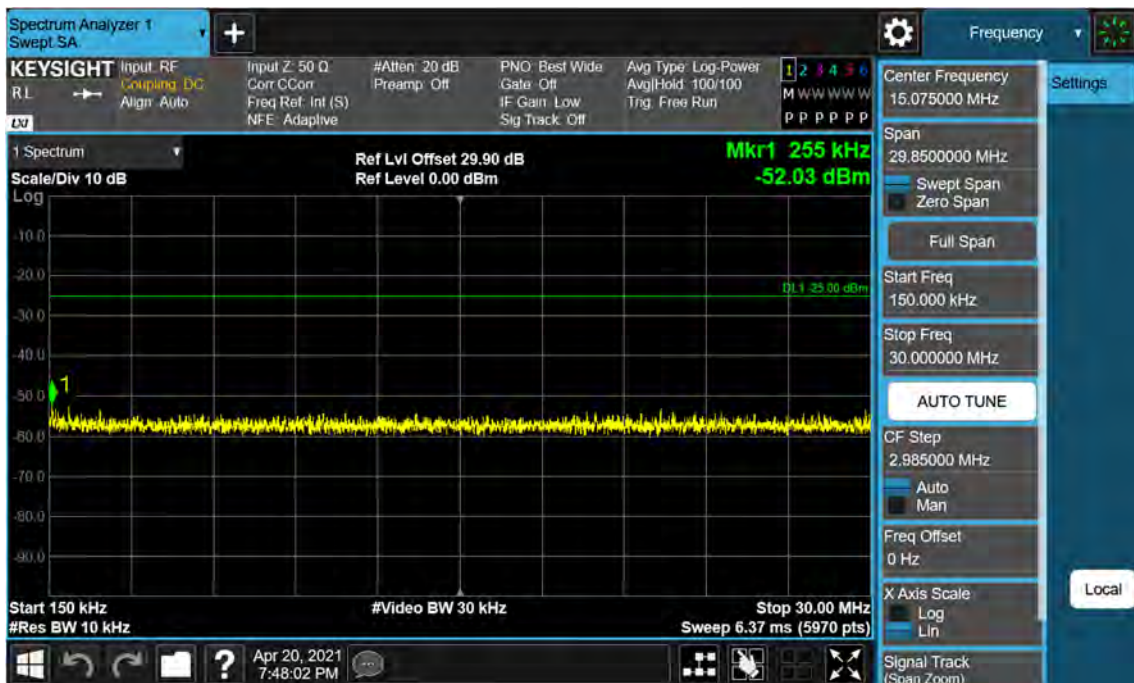 Spectrum Analyzer 1
Swept SA
Frequency
KEYSIGHT
RL
LXI
Input: RF
Coupling: DC
Align: Auto
Input Z: 50 Ω
Corr CCorr
Freq Ref: Int (S)
NFE: Adaptive
#Atten: 20 dB
Preamp: Off
PNO: Best Wide
Gate: Off
IF Gain: Low
Sig Track: Off
Avg Type: Log-Power
Avg|Hold: 100/100
Trig: Free Run
1 2 3 4 5 6
M W W W W W
P P P P P P
1 Spectrum
Scale/Div 10 dB
Log
Ref Lvl Offset 29.90 dB
Ref Level 0.00 dBm
Mkr1 255 kHz
-52.03 dBm
-10.0
-20.0
DL1 -25.00 dBm
-30.0
-40.0
1
-50.0
-60.0
-70.0
-80.0
-90.0
Start 150 kHz
#Res BW 10 kHz
#Video BW 30 kHz
Stop 30.00 MHz
Sweep 6.37 ms (5970 pts)
Apr 20, 2021
7:48:02 PM
Center Frequency
15.075000 MHz
Span
29.8500000 MHz
Swept Span
Zero Span
Full Span
Start Freq
150.000 kHz
Stop Freq
30.000000 MHz
AUTO TUNE
CF Step
2.985000 MHz
Auto
Man
Freq Offset
0 Hz
X Axis Scale
Log
Lin
Signal Track
(Span Zoom)
Settings
Local